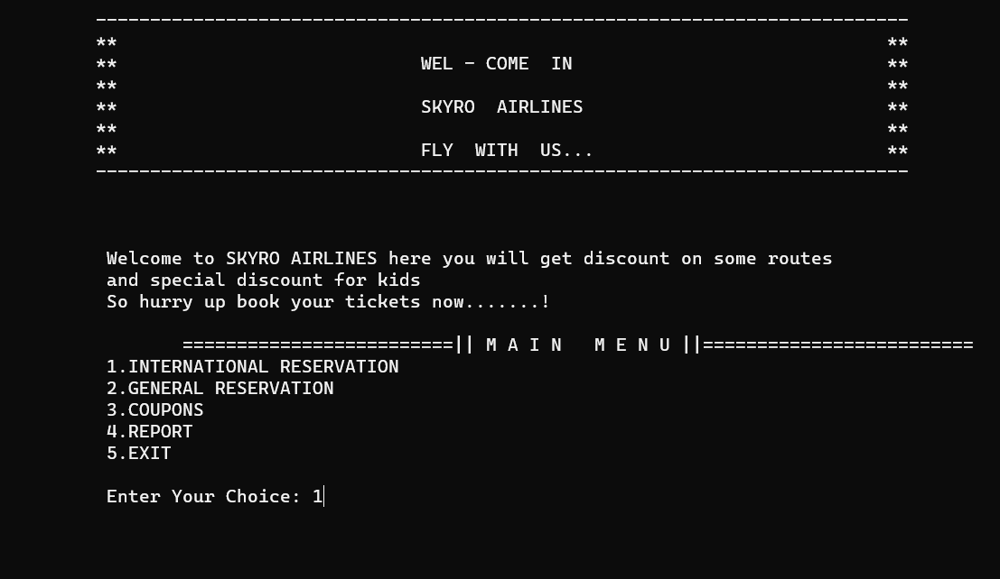 ---------------------------------------------------------------------------
**                                                                       **
**                            WEL - COME  IN                             **
**                                                                       **
**                            SKYRO  AIRLINES                            **
**                                                                       **
**                            FLY  WITH  US...                           **
---------------------------------------------------------------------------
Welcome to SKYRO AIRLINES here you will get discount on some routes
and special discount for kids
So hurry up book your tickets now.......!
=========================|| M A I N   M E N U ||=========================
1.INTERNATIONAL RESERVATION
2.GENERAL RESERVATION
3.COUPONS
4.REPORT
5.EXIT
Enter Your Choice: 1